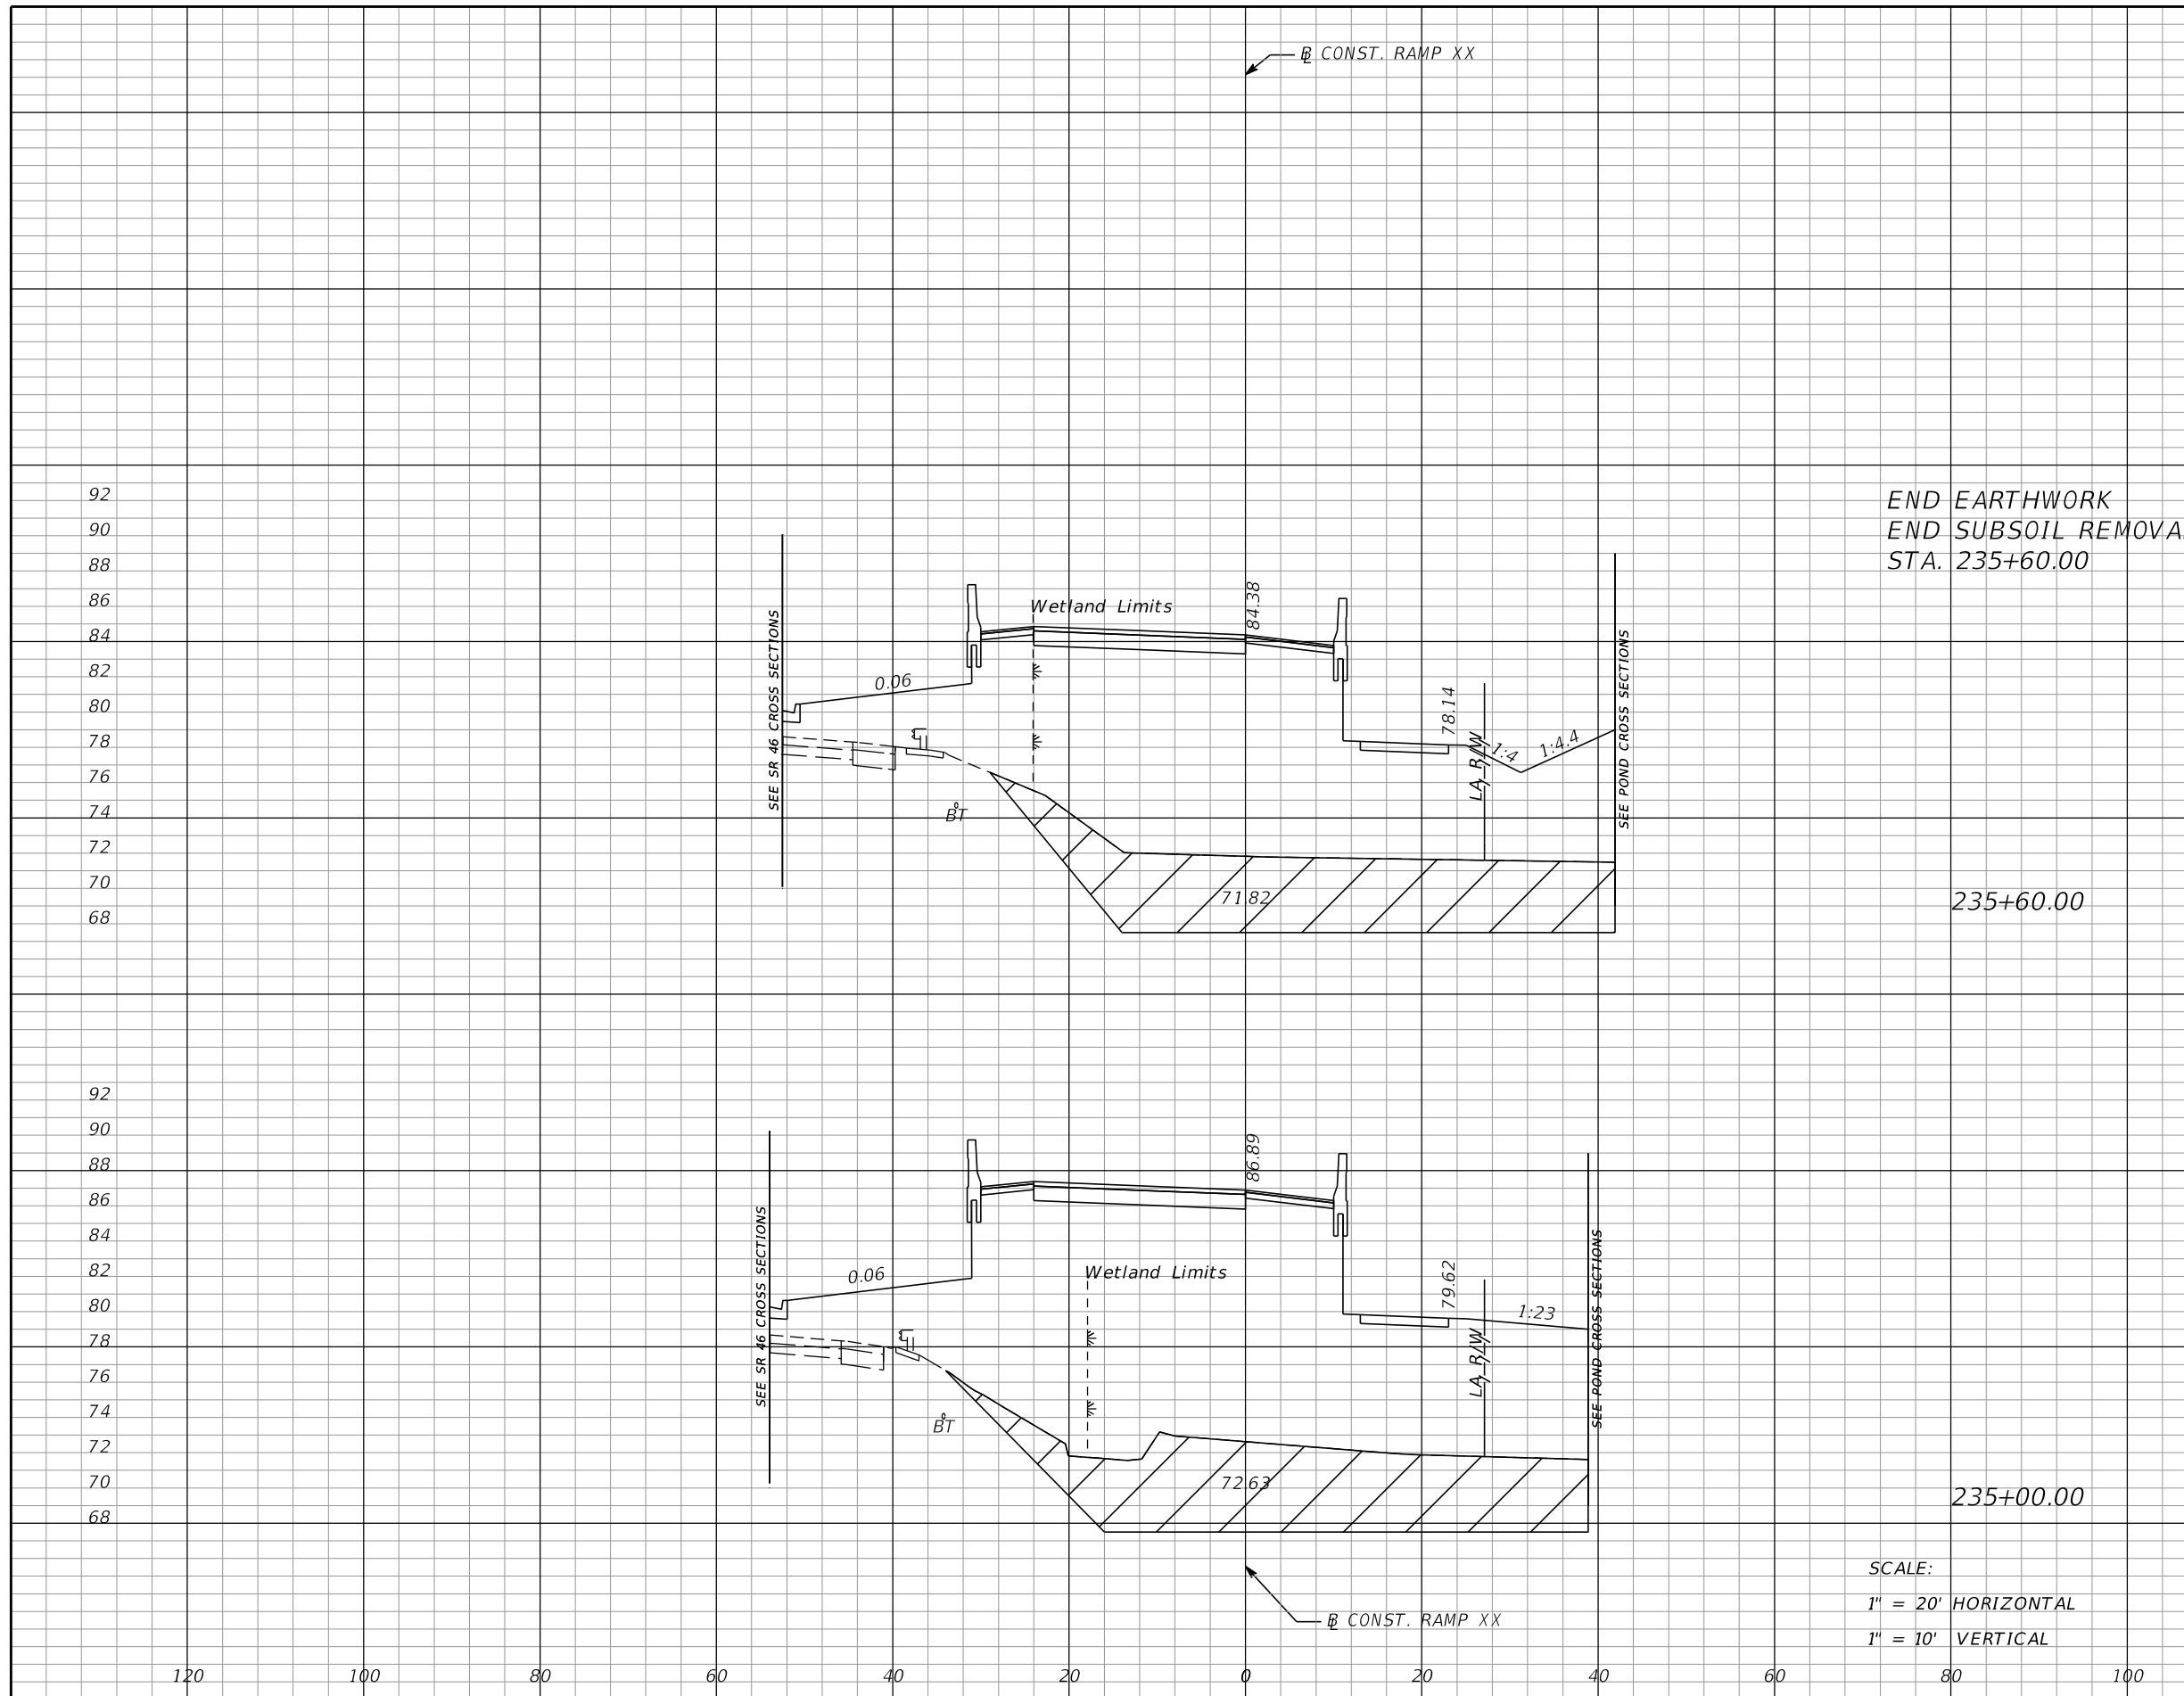 BL CONST. RAMP XX
92
90
88
86
84
82
80
78
76
74
72
70
68
END EARTHWORK
END SUBSOIL REMOVA
STA. 235+60.00
SEE SR 46 CROSS SECTIONS
0.06
Wetland Limits
84.38
78.14
LA R/W
1:4
1:4.4
SEE POND CROSS SECTIONS
BT
71.82
235+60.00
92
90
88
86
84
82
80
78
76
74
72
70
68
SEE SR 46 CROSS SECTIONS
0.06
Wetland Limits
86.89
79.62
LA R/W
1:23
SEE POND CROSS SECTIONS
BT
72.63
235+00.00
BL CONST. RAMP XX
SCALE:
1" = 20' HORIZONTAL
1" = 10' VERTICAL
120 100 80 60 40 20 0 20 40 60 80 100